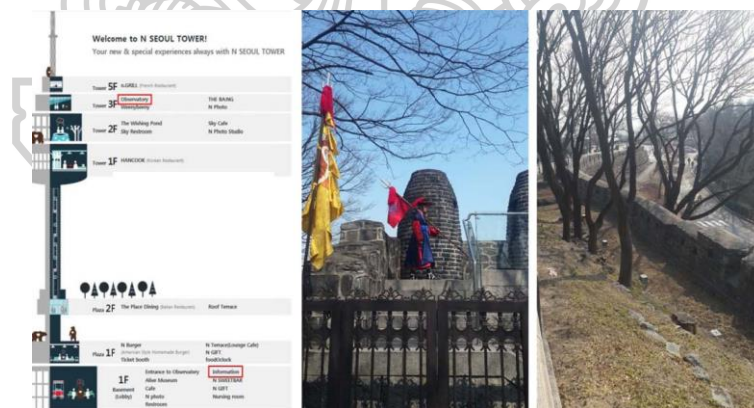 Welcome to N SEOUL TOWER!
Your new & special experiences always with N SEOUL TOWER
Tower 5F n.GRILL (French Restaurant)
Tower 3F Observatory THE BAING
N Photo
Tower 2F The Wishing Pond Sky Cafe
Sky Restroom N Photo Studio
Tower 1F HANCOOK (Korean Restaurant)
Plaza 2F The Place Dining (Italian Restaurant) Roof Terrace
N Burger N Terrace(Lounge Cafe)
Plaza 1F (American Style Homemade Burger) N GIFT
Ticket Booth FoodOclock
Entrance to Observatory Information
1F Alive Museum N SWEETBAR
Basement Cafe N GIFT
(Lobby) N photo Nursing room
Restroom